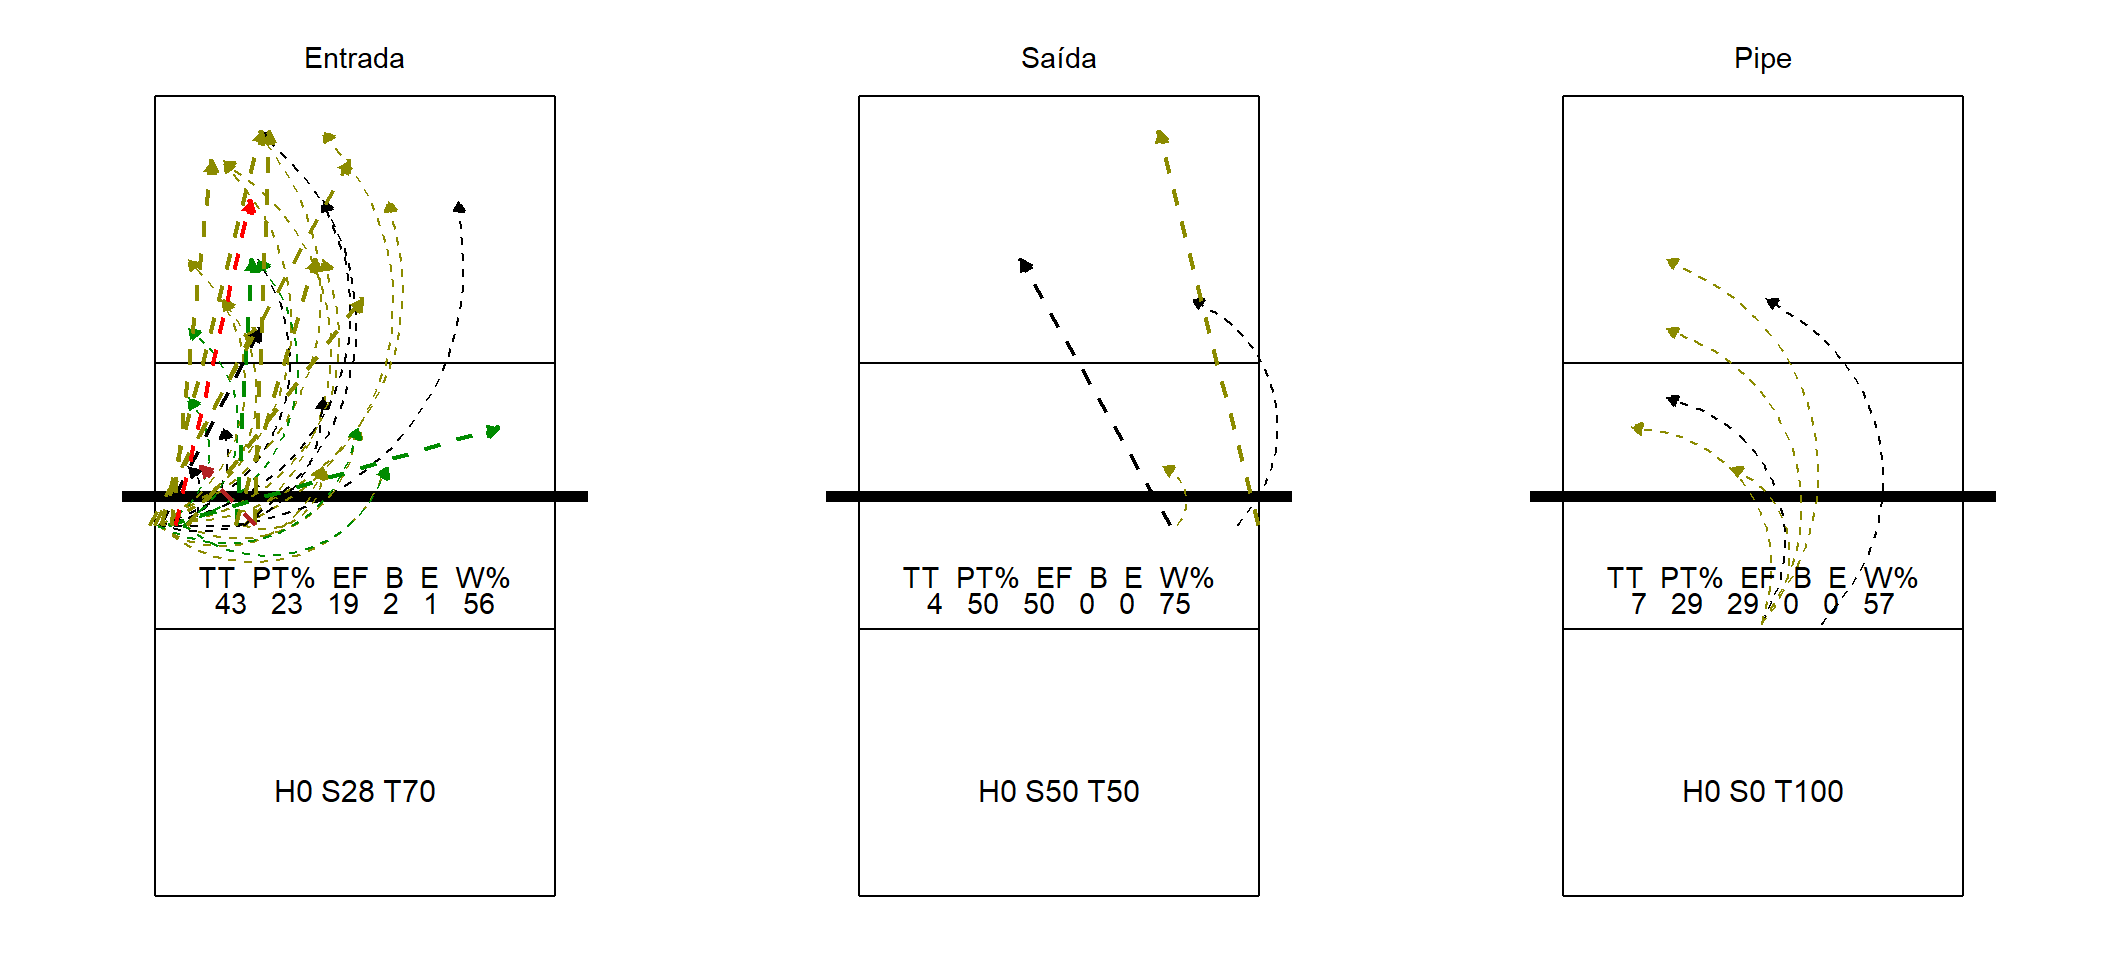 Entrada
TT PT% EF B E W%
43 23 19 2 1 56
H0 S28 T70
Saída
TT PT% EF B E W%
4 50 50 0 0 75
H0 S50 T50
Pipe
TT PT% EF B E W%
7 29 29 0 0 57
H0 S0 T100